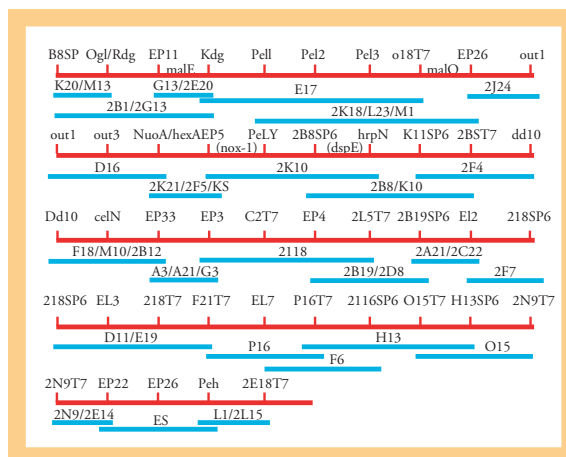 B8SP Ogl/Rdg EP11 Kdg Pell Pel2 Pel3 o18T7 EP26 out1
malE malO
K20/M13 G13/2E20 E17 2J24
2B1/2G13 2K18/L23/M1
out1 out3 NuoA/hexA EP5 PeLY 2B8SP6 hrpN K11SP6 2BST7 dd10
(nox-1) (dspE)
D16 2K10 2F4
2K21/2F5/KS 2B8/K10
Dd10 celN EP33 EP3 C2T7 EP4 2L5T7 2B19SP6 El2 218SP6
F18/M10/2B12 2118 2A21/2C22
A3/A21/G3 2B19/2D8 2F7
218SP6 EL3 218T7 F21T7 EL7 P16T7 2116SP6 O15T7 H13SP6 2N9T7
D11/E19 H13
P16 O15
F6
2N9T7 EP22 EP26 Peh 2E18T7
2N9/2E14 L1/2L15
ES